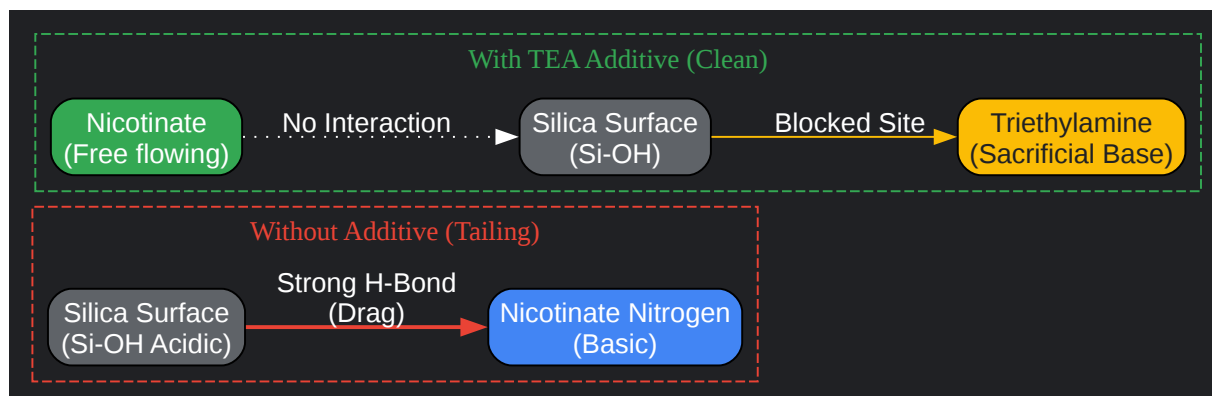 With TEA Additive (Clean)
Nicotinate
(Free flowing)
No Interaction
Silica Surface
(Si-OH)
Blocked Site
Triethylamine
(Sacrificial Base)
Without Additive (Tailing)
Silica Surface
(Si-OH Acidic)
Strong H-Bond
(Drag)
Nicotinate Nitrogen
(Basic)